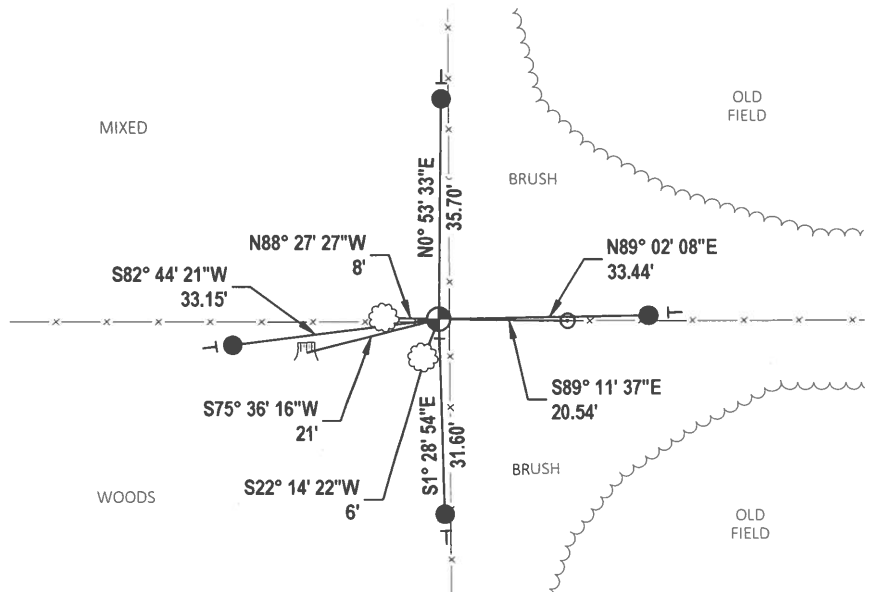 MIXED
OLD
FIELD
BRUSH
N0° 53' 33"E
35.70'
N88° 27' 27"W
8'
N89° 02' 08"E
33.44'
S82° 44' 21"W
33.15'
S75° 36' 16"W
21'
S89° 11' 37"E
20.54'
S1° 28' 54"E
31.60'
S22° 14' 22"W
6'
BRUSH
WOODS
OLD
FIELD